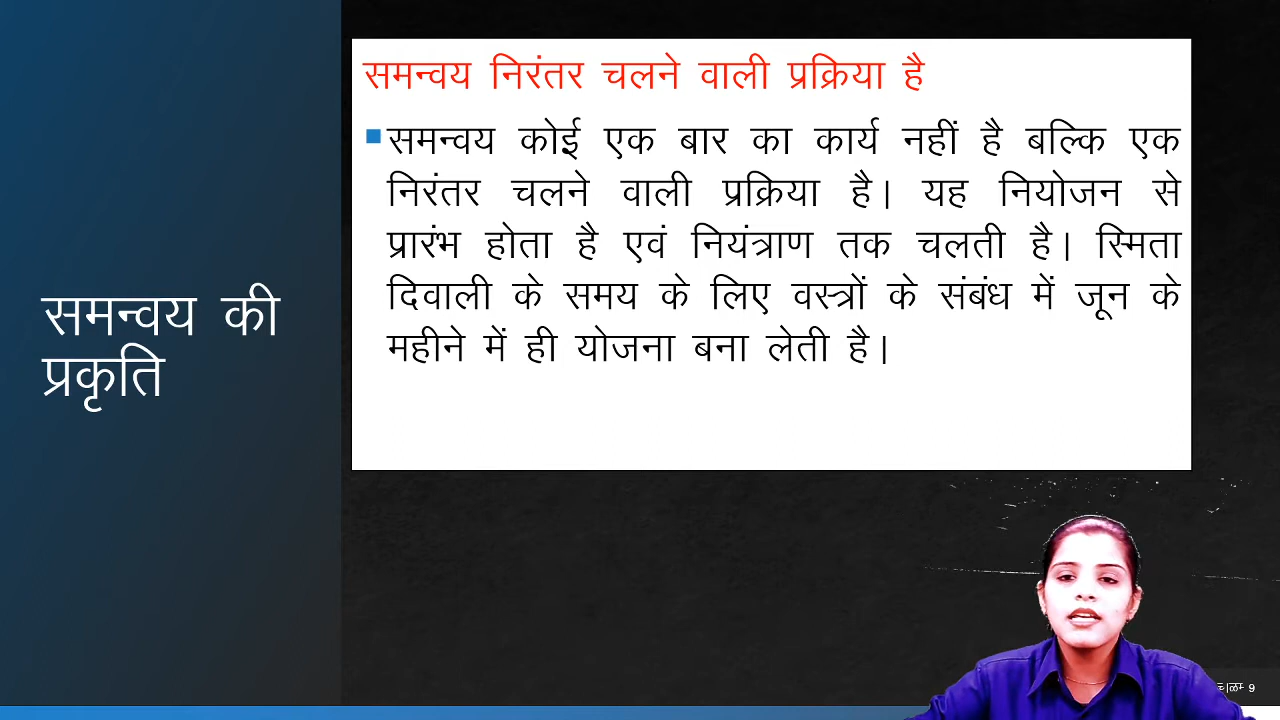 समन्वय की
प्रकृति
समन्वय निरंतर चलने वाली प्रक्रिया है
समन्वय कोई एक बार का कार्य नहीं है बल्कि एक
निरंतर चलने वाली प्रक्रिया है। यह नियोजन से
प्रारंभ होता है एवं नियंत्राण तक चलती है। स्मिता
दिवाली के समय के लिए वस्त्रों के संबंध में जून के
महीने में ही योजना बना लेती है।
9